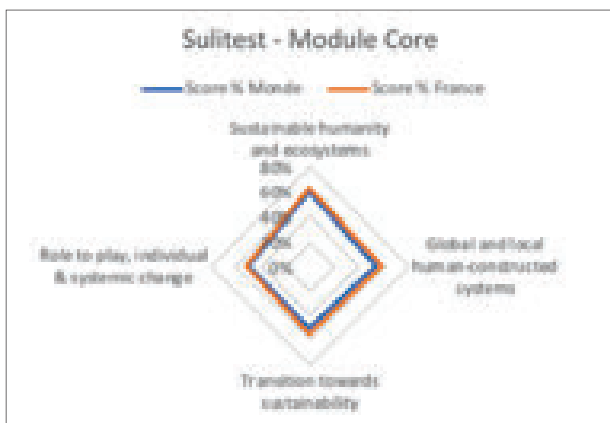 Sulitest - Module Core
Score % Monde
Score % France
Sustainable humanity
and ecosystems
80%
60%
40%
20%
0%
Role to play, individual
& systemic change
Global and local
human-constructed
systems
Transition towards
sustainability